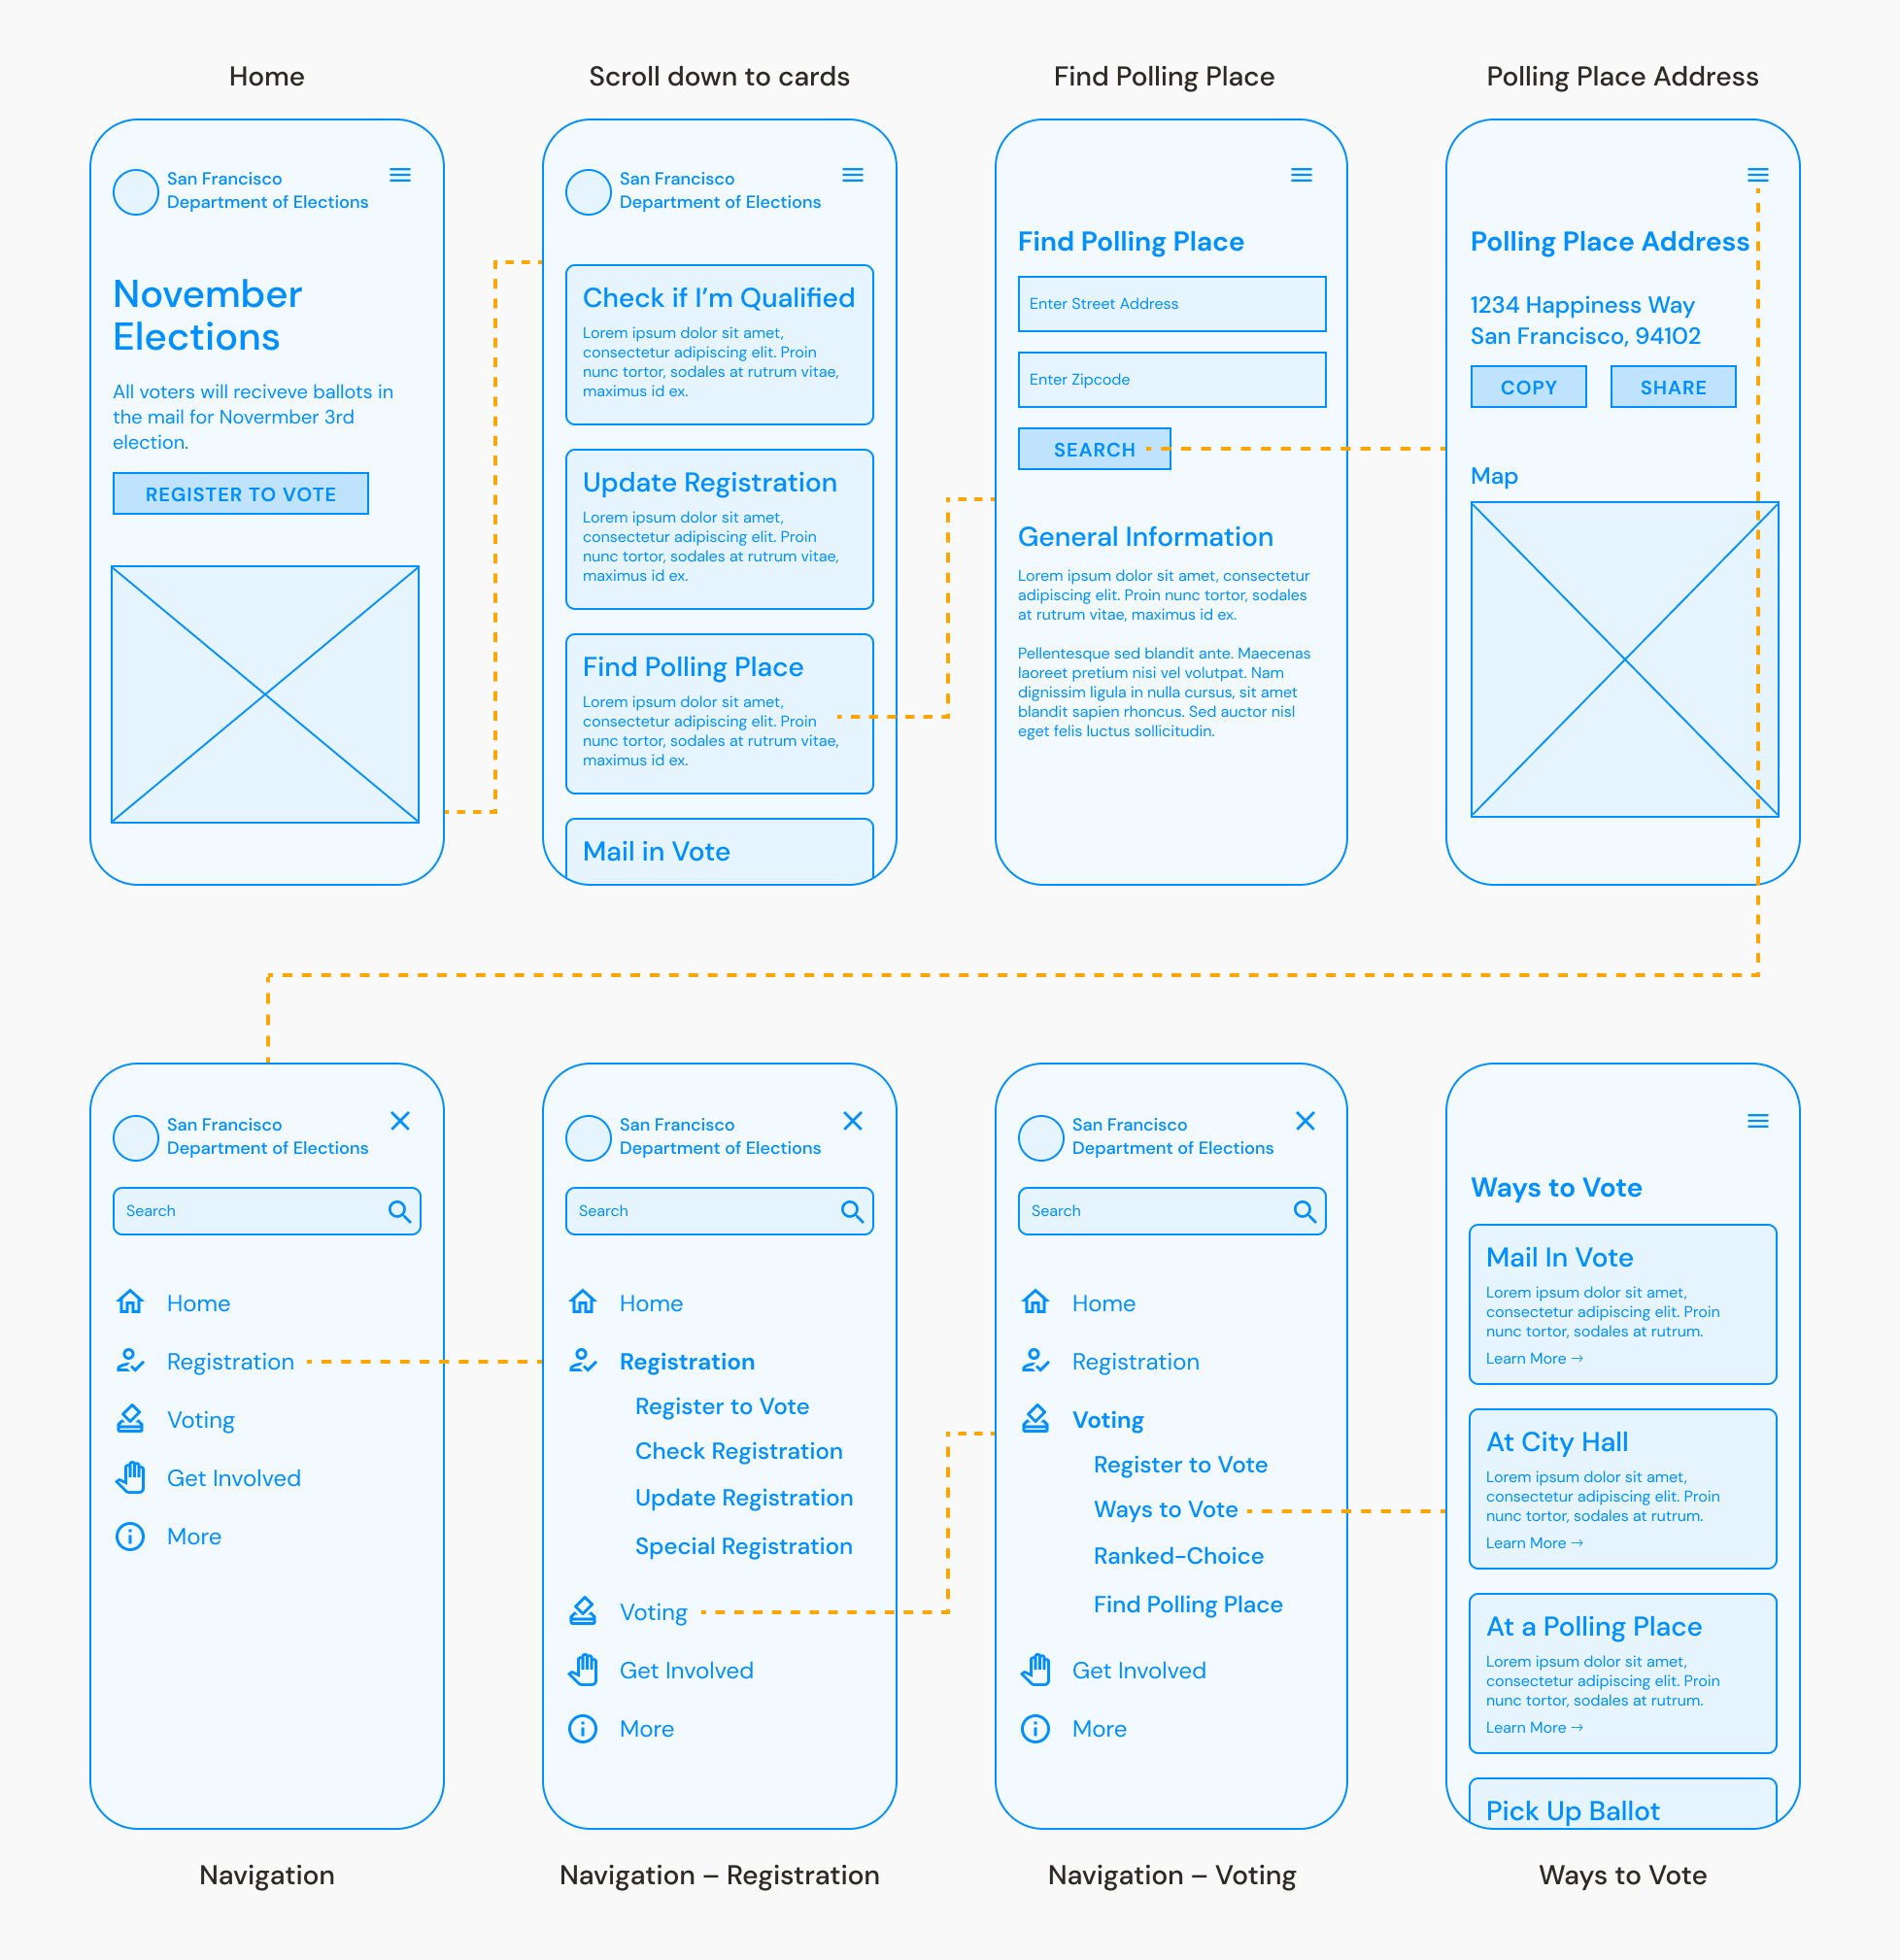 Home
San Francisco
Department of Elections
November
Elections
All voters will reciveve ballots in
the mail for Novermber 3rd
election.
REGISTER TO VOTE
Scroll down to cards
San Francisco
Department of Elections
Check if I’m Qualified
Lorem ipsum dolor sit amet,
consectetur adipiscing elit. Proin
nunc tortor, sodales at rutrum vitae,
maximus id ex.
Update Registration
Lorem ipsum dolor sit amet,
consectetur adipiscing elit. Proin
nunc tortor, sodales at rutrum vitae,
maximus id ex.
Find Polling Place
Lorem ipsum dolor sit amet,
consectetur adipiscing elit. Proin
nunc tortor, sodales at rutrum vitae,
maximus id ex.
Mail in Vote
Find Polling Place
Find Polling Place
Enter Street Address
Enter Zipcode
SEARCH
General Information
Lorem ipsum dolor sit amet, consectetur
adipiscing elit. Proin nunc tortor, sodales
at rutrum vitae, maximus id ex.
Pellentesque sed blandit ante. Maecenas
laoreet pretium nisi vel volutpat. Nam
dignissim ligula in nulla cursus, sit amet
blandit sapien rhoncus. Sed auctor nisl
eget felis luctus sollicitudin.
Polling Place Address
Polling Place Address
1234 Happiness Way
San Francisco, 94102
COPY SHARE
Map
San Francisco
Department of Elections
Search
Home
Registration
Voting
Get Involved
More
Navigation
San Francisco
Department of Elections
Search
Home
Registration
Register to Vote
Check Registration
Update Registration
Special Registration
Voting
Get Involved
More
Navigation – Registration
San Francisco
Department of Elections
Search
Home
Registration
Voting
Register to Vote
Ways to Vote
Ranked-Choice
Find Polling Place
Get Involved
More
Navigation – Voting
Ways to Vote
Mail In Vote
Lorem ipsum dolor sit amet,
consectetur adipiscing elit. Proin
nunc tortor, sodales at rutrum.
Learn More →
At City Hall
Lorem ipsum dolor sit amet,
consectetur adipiscing elit. Proin
nunc tortor, sodales at rutrum.
Learn More →
At a Polling Place
Lorem ipsum dolor sit amet,
consectetur adipiscing elit. Proin
nunc tortor, sodales at rutrum.
Learn More →
Pick Up Ballot
Ways to Vote